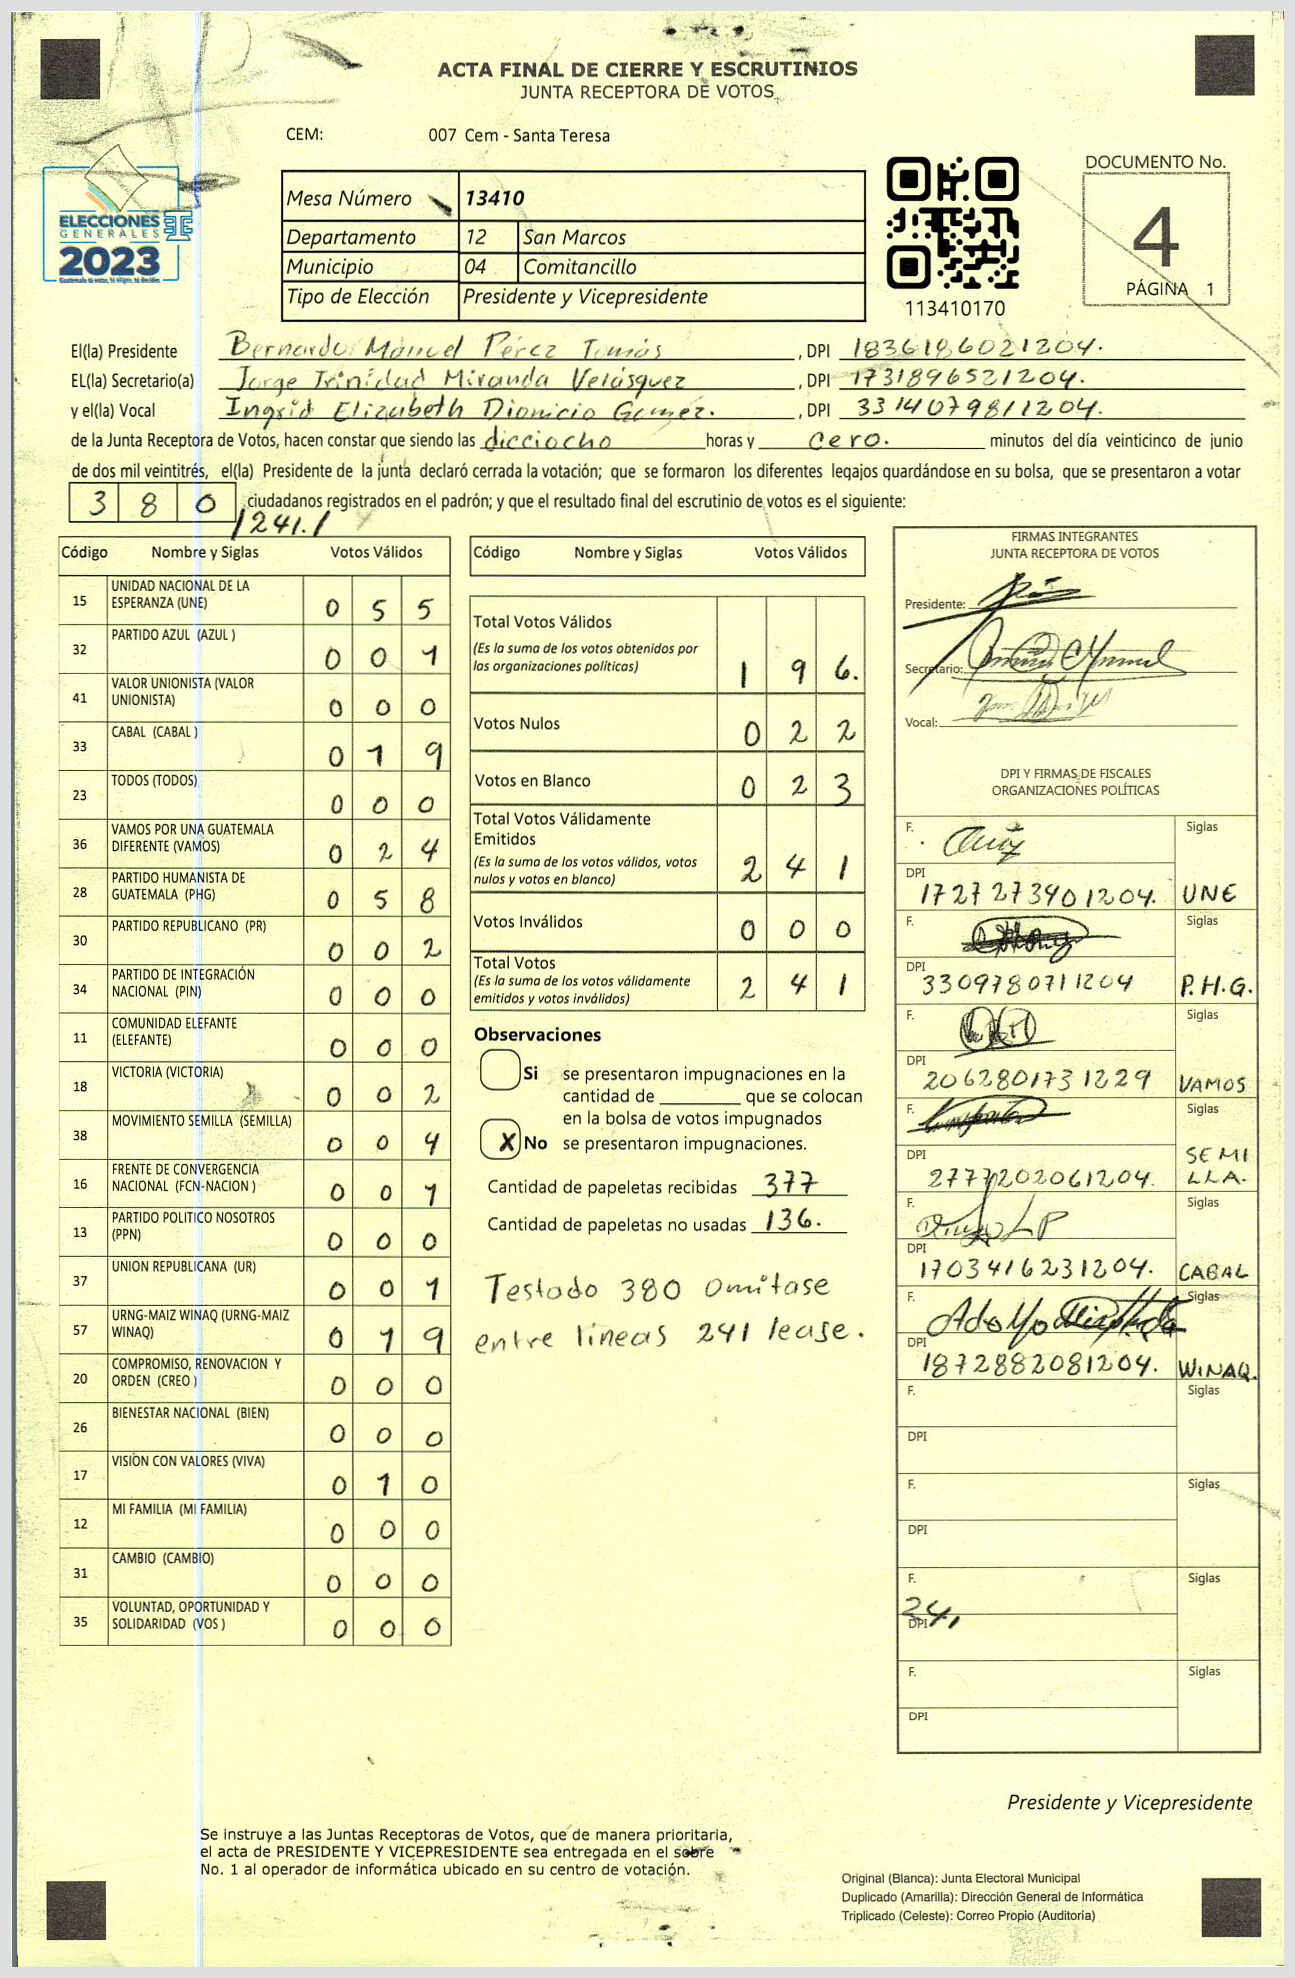 ACTA FINAL DE CIERRE Y ESCRUTINIOS
JUNTA RECEPTORA DE VOTOS
CEM: 007 Cem - Santa Teresa
ELECCIONES
GENERALES
2023
Guatemala tú votas, tú eliges, tú decides
Mesa Número 13410
Departamento 12 San Marcos
Municipio 04 Comitancillo
Tipo de Elección Presidente y Vicepresidente
113410170
DOCUMENTO No.
4
PÁGINA 1
El(la) Presidente Bernardo Manuel Pérez Tomás, DPI 1836186021204.
EL(la) Secretario(a) Jorge Trinidad Miranda Velásquez, DPI 1731896521204.
y el(la) Vocal Ingrid Elizabeth Dionicio Gamez., DPI 3314079811204.
de la Junta Receptora de Votos, hacen constar que siendo las dicciocho horas y cero. minutos del día veinticinco de junio
de dos mil veintitrés, el(la) Presidente de la junta declaró cerrada la votación; que se formaron los diferentes legajos guardándose en su bolsa, que se presentaron a votar
380 ciudadanos registrados en el padrón; y que el resultado final del escrutinio de votos es el siguiente:
/241./
Código Nombre y Siglas Votos Válidos
15 UNIDAD NACIONAL DE LA ESPERANZA (UNE) 0 5 5
32 PARTIDO AZUL (AZUL ) 0 0 1
41 VALOR UNIONISTA (VALOR UNIONISTA) 0 0 0
33 CABAL (CABAL ) 0 1 9
23 TODOS (TODOS) 0 0 0
36 VAMOS POR UNA GUATEMALA DIFERENTE (VAMOS) 0 2 4
28 PARTIDO HUMANISTA DE GUATEMALA (PHG) 0 5 8
30 PARTIDO REPUBLICANO (PR) 0 0 2
34 PARTIDO DE INTEGRACIÓN NACIONAL (PIN) 0 0 0
11 COMUNIDAD ELEFANTE (ELEFANTE) 0 0 0
18 VICTORIA (VICTORIA) 0 0 2
38 MOVIMIENTO SEMILLA (SEMILLA) 0 0 4
16 FRENTE DE CONVERGENCIA NACIONAL (FCN-NACION ) 0 0 1
13 PARTIDO POLITICO NOSOTROS (PPN) 0 0 0
37 UNION REPUBLICANA (UR) 0 0 1
57 URNG-MAIZ WINAQ (URNG-MAIZ WINAQ) 0 1 9
20 COMPROMISO, RENOVACION Y ORDEN (CREO ) 0 0 0
26 BIENESTAR NACIONAL (BIEN) 0 0 0
17 VISIÓN CON VALORES (VIVA) 0 1 0
12 MI FAMILIA (MI FAMILIA) 0 0 0
31 CAMBIO (CAMBIO) 0 0 0
35 VOLUNTAD, OPORTUNIDAD Y SOLIDARIDAD (VOS ) 0 0 0
Código Nombre y Siglas Votos Válidos
Total Votos Válidos
(Es la suma de los votos obtenidos por
las organizaciones políticas) 1 9 6.
Votos Nulos 0 2 2
Votos en Blanco 0 2 3
Total Votos Válidamente
Emitidos
(Es la suma de los votos válidos, votos
nulos y votos en blanco) 2 4 1
Votos Inválidos 0 0 0
Total Votos
(Es la suma de los votos válidamente
emitidos y votos inválidos) 2 4 1
Observaciones
Si se presentaron impugnaciones en la
cantidad de ________ que se colocan
en la bolsa de votos impugnados
X No se presentaron impugnaciones.
Cantidad de papeletas recibidas 377
Cantidad de papeletas no usadas 136.
Testado 380 omitase
entre lineas 241 lease.
FIRMAS INTEGRANTES
JUNTA RECEPTORA DE VOTOS
Presidente:
Secretario:
Vocal:
DPI Y FIRMAS DE FISCALES
ORGANIZACIONES POLÍTICAS
F. Siglas
DPI 1727273401204. UNE
F. Siglas
DPI 3309780711204 P.H.G.
F. Siglas
DPI 2062801731229 VAMOS
F. Siglas
DPI 2777202061204. SEMI
LLA.
F. Siglas
DPI 1703416231204. CABAL
F. Adolfo Siglas
DPI 1872882081204. WINAQ.
F. Siglas
DPI
F. Siglas
DPI
F. Siglas
241
DPI
F. Siglas
DPI
Presidente y Vicepresidente
Se instruye a las Juntas Receptoras de Votos, que de manera prioritaria,
el acta de PRESIDENTE Y VICEPRESIDENTE sea entregada en el sobre
No. 1 al operador de informática ubicado en su centro de votación.
Original (Blanca): Junta Electoral Municipal
Duplicado (Amarilla): Dirección General de Informática
Triplicado (Celeste): Correo Propio (Auditoria)